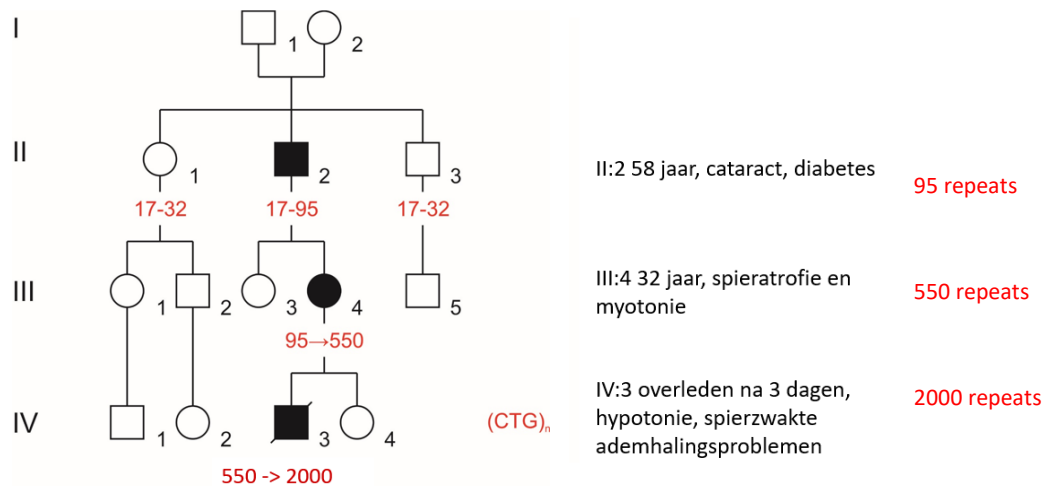 I
1
2
II
1
2
3
17-32
17-95
17-32
III
1
2
3
4
5
95→550
IV
1
2
3
4
(CTG)n
550 -> 2000
II:2 58 jaar, cataract, diabetes
95 repeats
III:4 32 jaar, spieratrofie en
myotonie
550 repeats
IV:3 overleden na 3 dagen,
hypotonie, spierzwakte
ademhalingsproblemen
2000 repeats